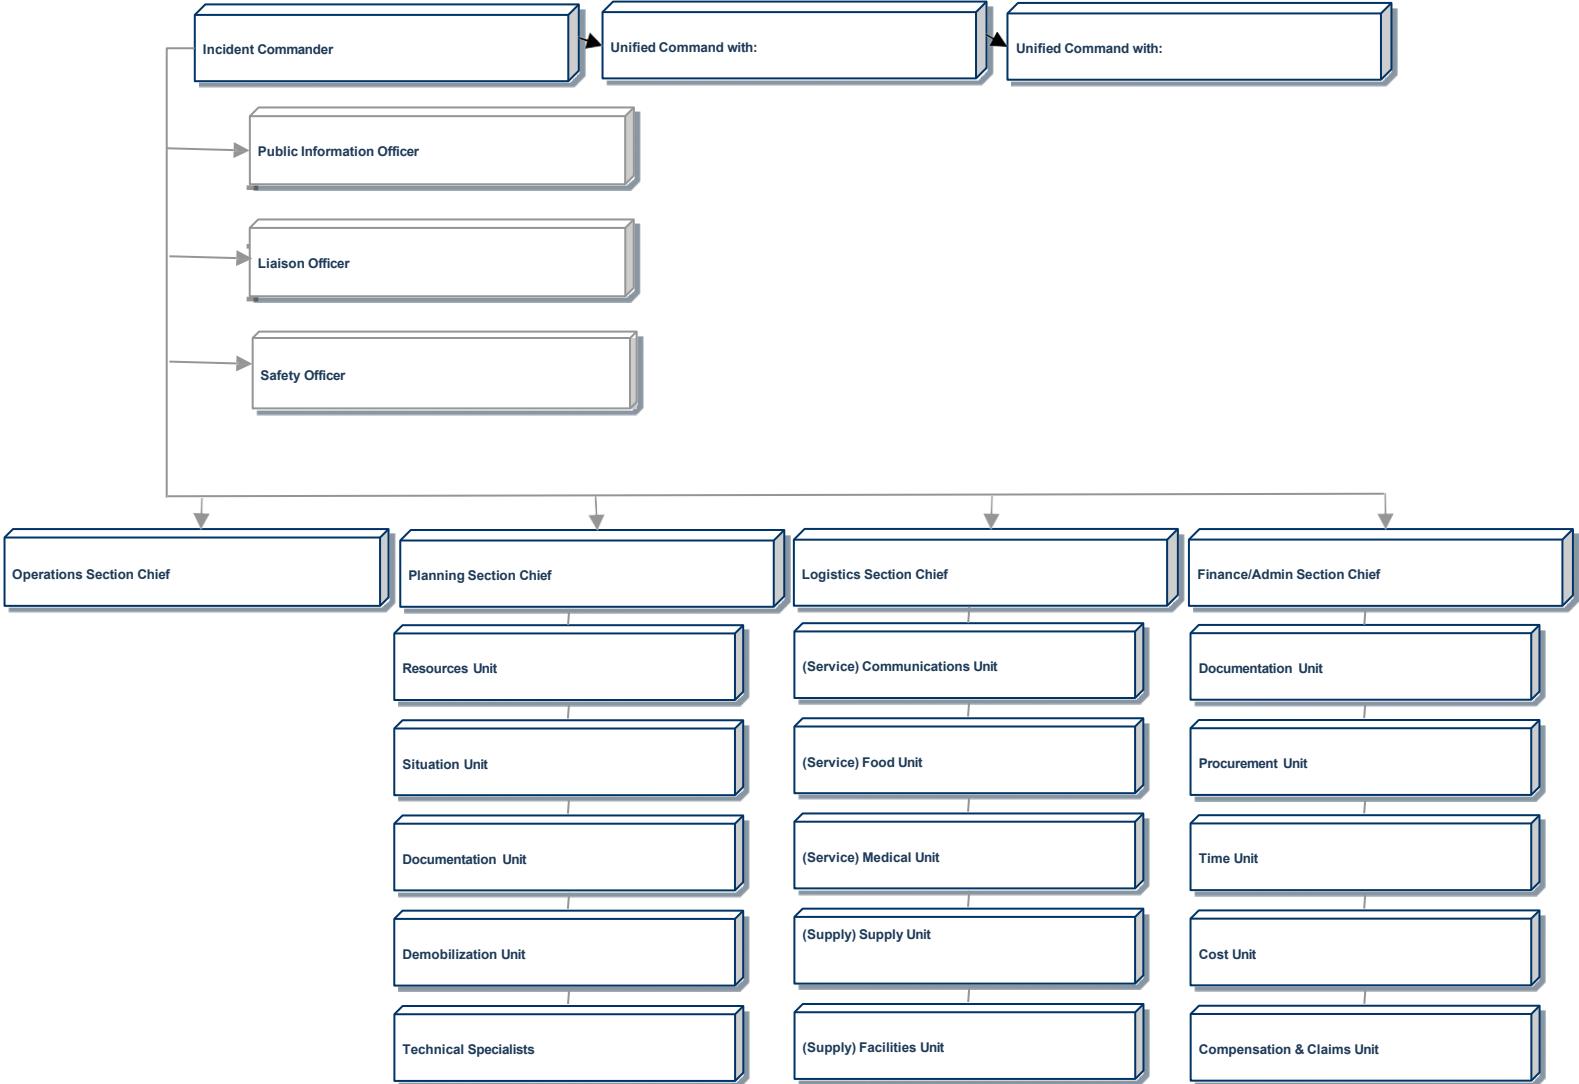 Incident Commander
Unified Command with:
Unified Command with:
Public Information Officer
Liaison Officer
Safety Officer
Operations Section Chief
Planning Section Chief
Logistics Section Chief
Finance/Admin Section Chief
Resources Unit
(Service) Communications Unit
Documentation Unit
Situation Unit
(Service) Food Unit
Procurement Unit
Documentation Unit
(Service) Medical Unit
Time Unit
Demobilization Unit
(Supply) Supply Unit
Cost Unit
Technical Specialists
(Supply) Facilities Unit
Compensation & Claims Unit